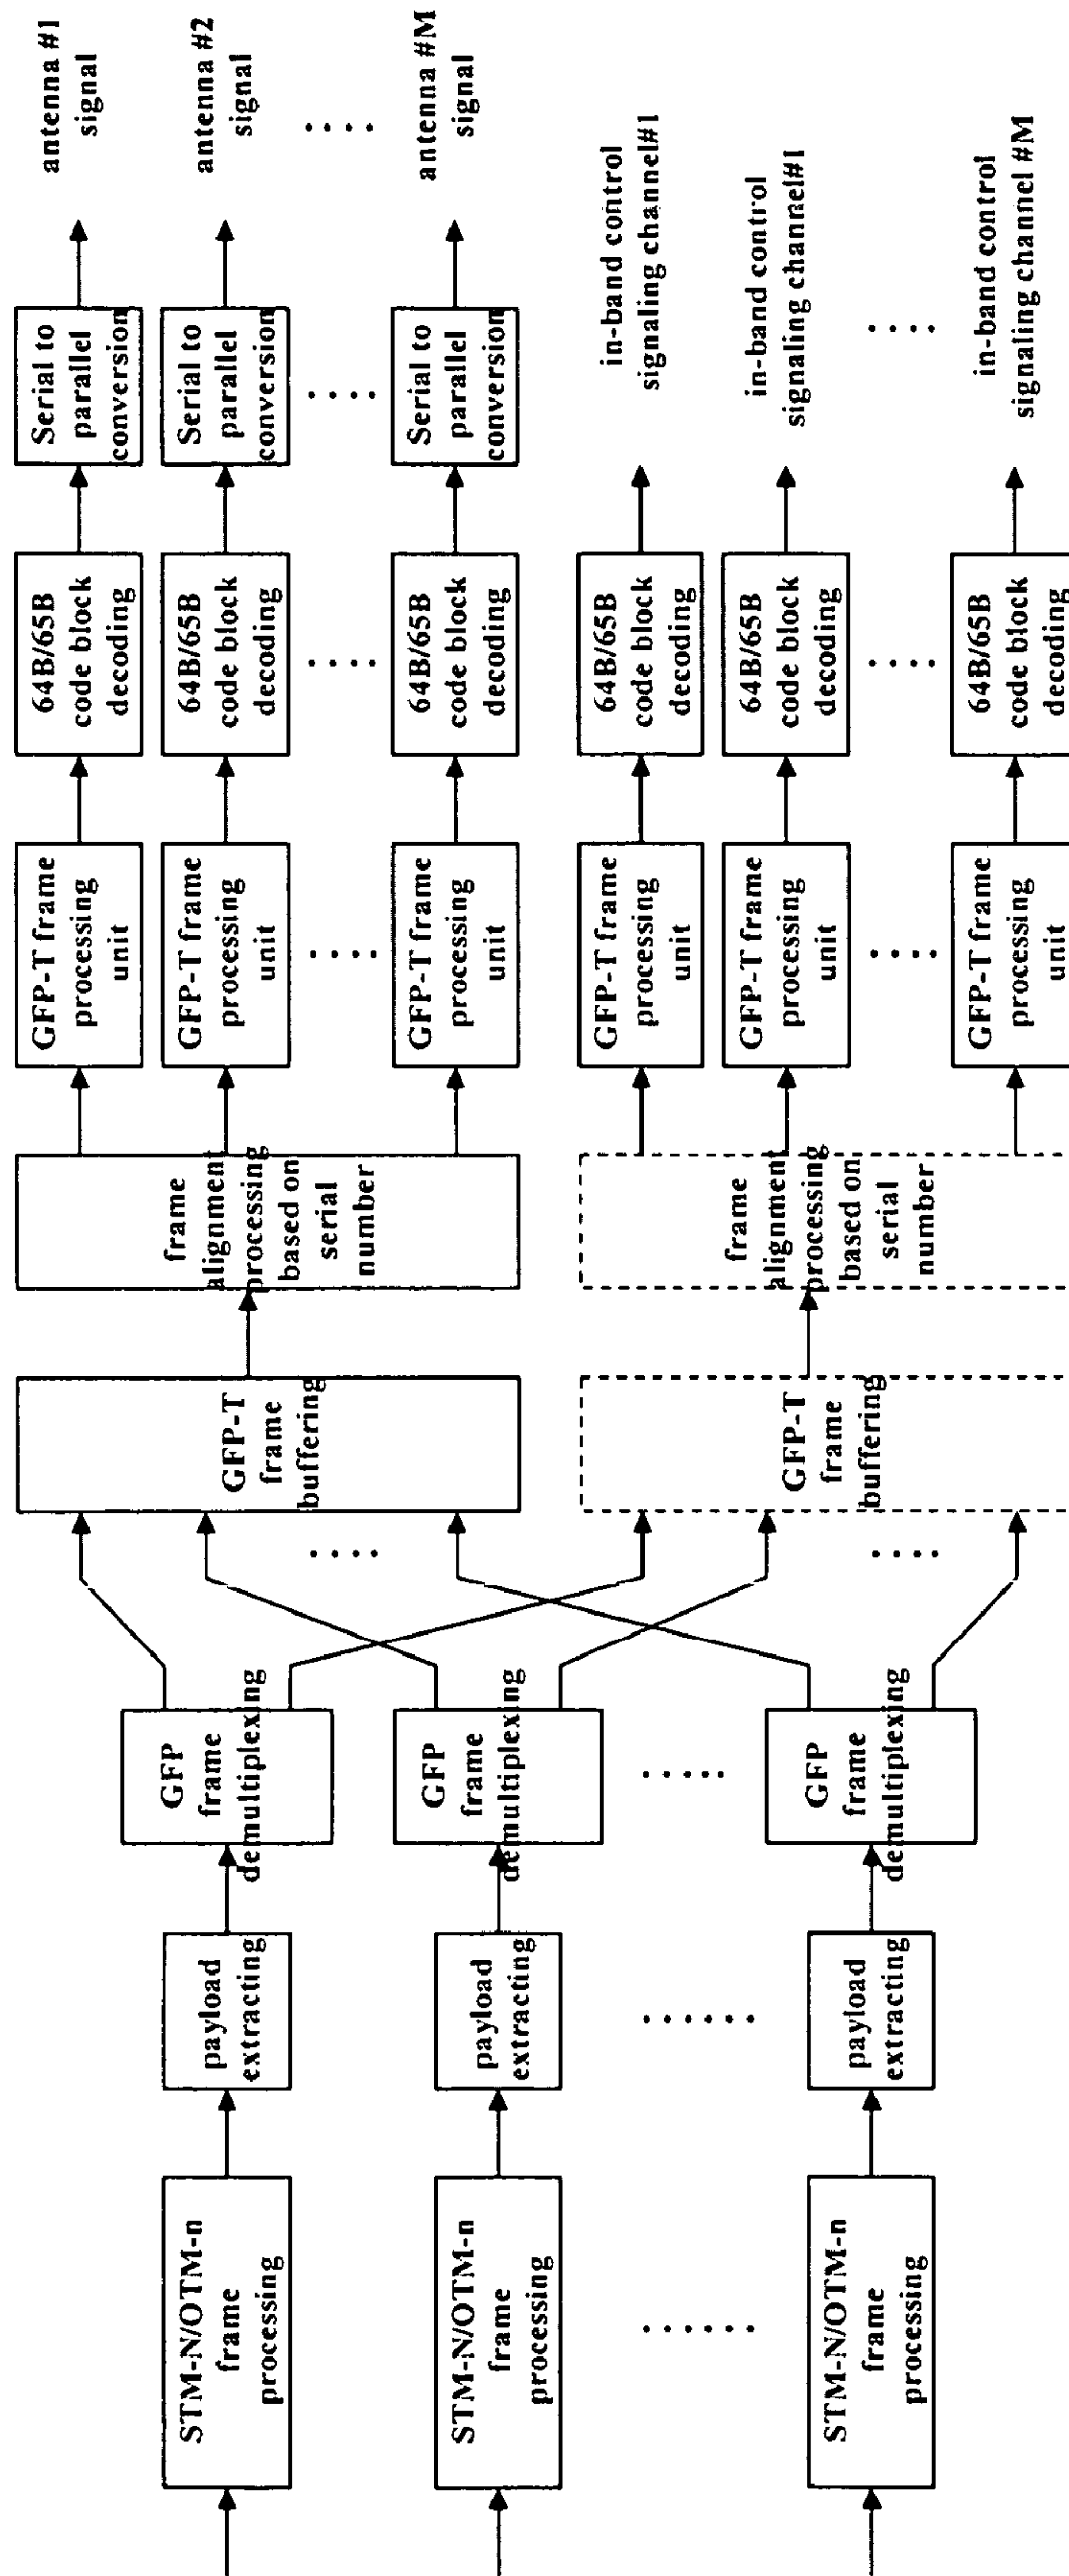 STM-N/OTM-n
frame
processing
payload
extracting
GFP
frame
demultiplexing
STM-N/OTM-n
frame
processing
payload
extracting
GFP
frame
demultiplexing
......
......
.....
STM-N/OTM-n
frame
processing
payload
extracting
GFP
frame
demultiplexing
....
GFP-T
frame
buffering
frame
alignment
processing
based on
serial
number
GFP-T frame
processing
unit
64B/65B
code block
decoding
Serial to
parallel
conversion
antenna #1
signal
GFP-T frame
processing
unit
64B/65B
code block
decoding
Serial to
parallel
conversion
antenna #2
signal
....
....
....
....
GFP-T frame
processing
unit
64B/65B
code block
decoding
Serial to
parallel
conversion
antenna #M
signal
....
GFP-T
frame
buffering
frame
alignment
processing
based on
serial
number
GFP-T frame
processing
unit
64B/65B
code block
decoding
in-band control
signaling channel#1
GFP-T frame
processing
unit
64B/65B
code block
decoding
in-band control
signaling channel#1
....
....
....
GFP-T frame
processing
unit
64B/65B
code block
decoding
in-band control
signaling channel #M